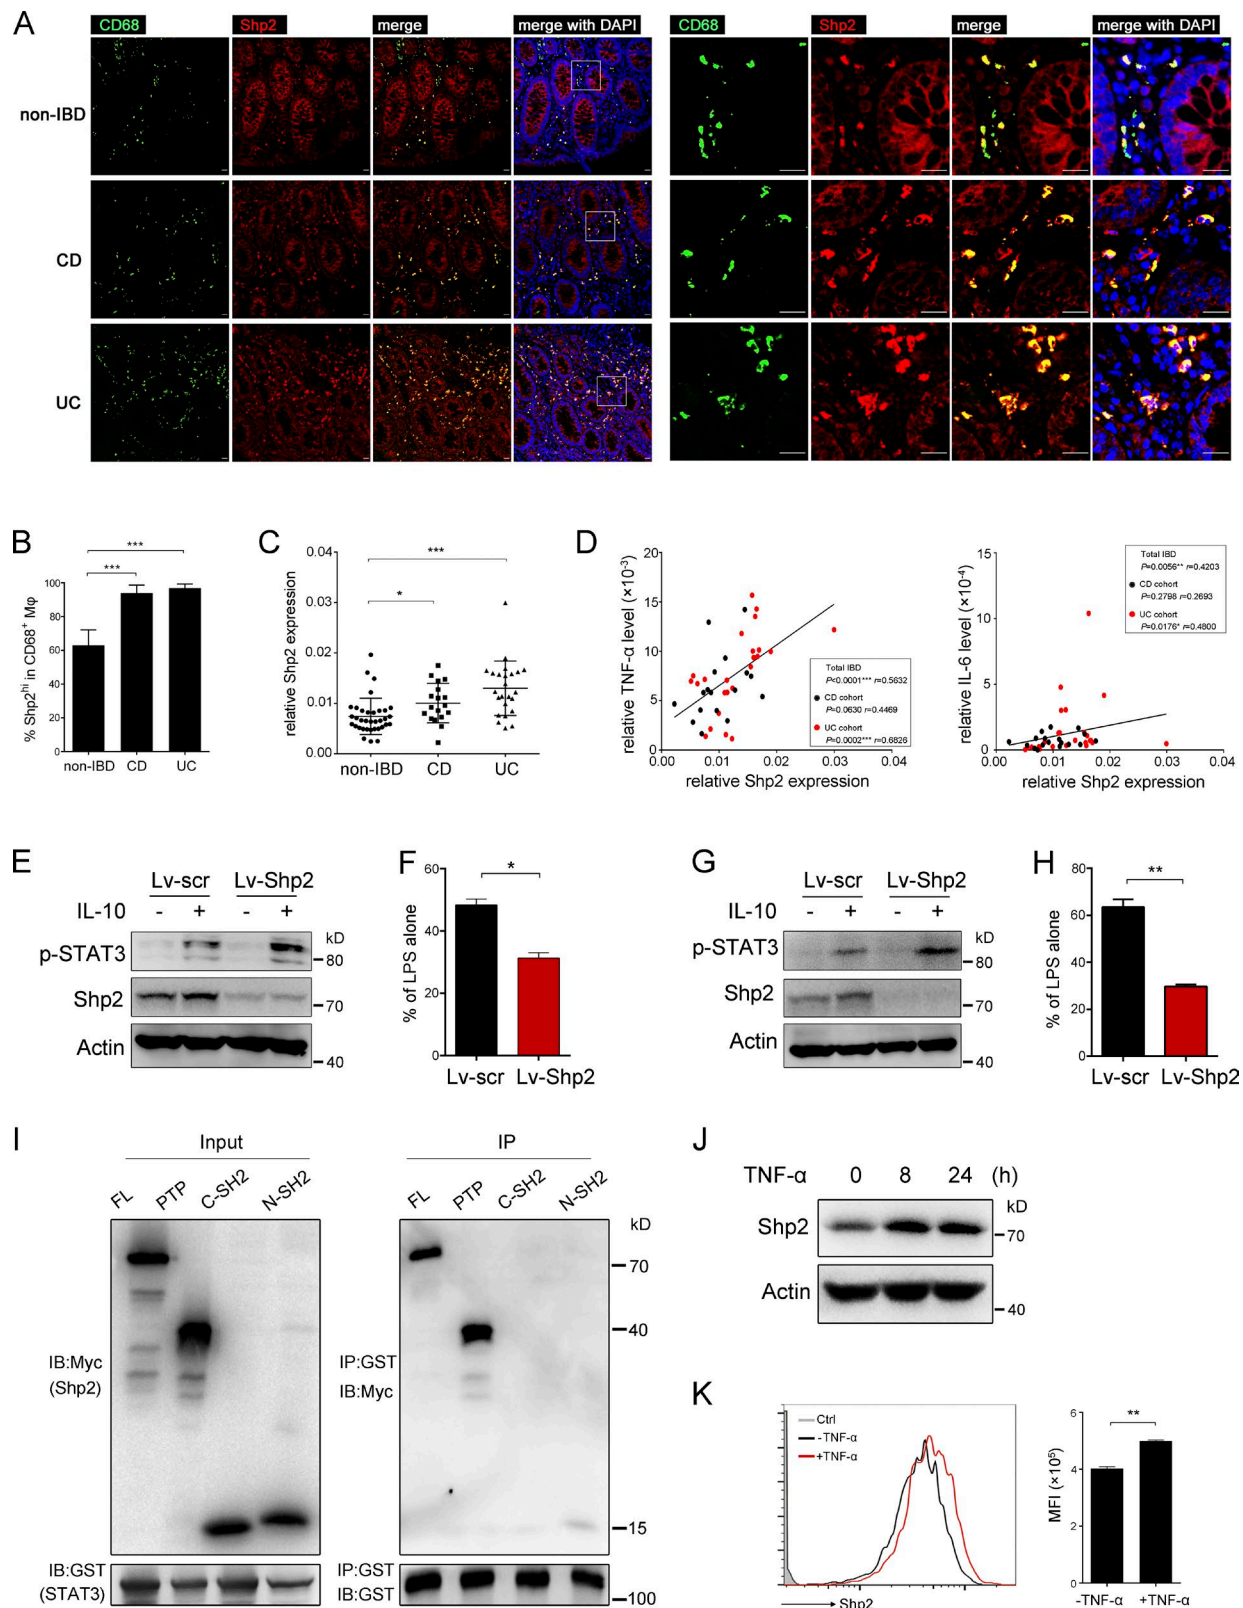 A
CD68 Shp2 merge merge with DAPI CD68 Shp2 merge merge with DAPI
non-IBD
CD
UC
B
% Shp2hi in CD68+ Mφ
100
80
60
40
20
0
non-IBD CD UC
*** ***
C
relative Shp2 expression
0.04
0.03
0.02
0.01
0.00
non-IBD CD UC
*** *
D
relative TNF-α level (×10-3)
20
15
10
5
0
0.00 0.01 0.02 0.03 0.04
relative Shp2 expression
Total IBD
P<0.0001*** r=0.5632
CD cohort
P=0.0630 r=0.4469
UC cohort
P=0.0002*** r=0.6826
relative IL-6 level (×10-4)
15
10
5
0
0.00 0.01 0.02 0.03 0.04
relative Shp2 expression
Total IBD
P=0.0056** r=0.4203
CD cohort
P=0.2798 r=0.2693
UC cohort
P=0.0176* r=0.4800
E
Lv-scr Lv-Shp2
IL-10 - + - +
kD
p-STAT3 80
Shp2 70
Actin 40
F
% of LPS alone
60
40
20
0
*
Lv-scr Lv-Shp2
G
Lv-scr Lv-Shp2
IL-10 - + - +
kD
p-STAT3 80
Shp2 70
Actin 40
H
% of LPS alone
80
60
40
20
0
**
Lv-scr Lv-Shp2
I
Input IP
FL PTP C-SH2 N-SH2 FL PTP C-SH2 N-SH2
kD
70
40
15
100
IB:Myc
(Shp2)
IP:GST
IB:Myc
IB:GST
(STAT3)
IP:GST
IB:GST
J
TNF-α 0 8 24 (h)
kD
Shp2 70
Actin 40
K
Ctrl
-TNF-α
+TNF-α
Shp2
MFI (×105)
6
4
2
0
**
-TNF-α +TNF-α